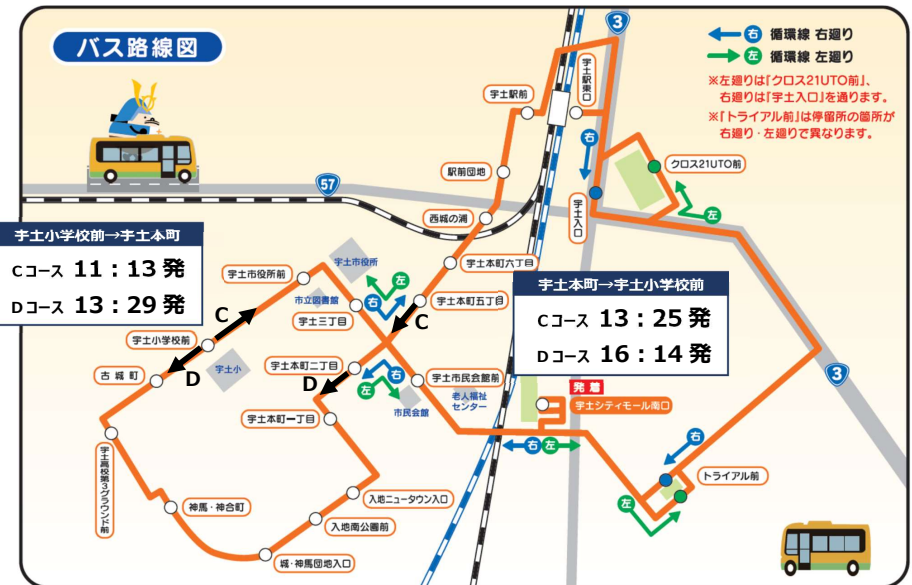 バス路線図
3
右 循環線 右廻り
左 循環線 左廻り
※左廻りは『クロス21UTO前』、
右廻りは『宇土入口』を通ります。
※『トライアル前』は停留所の箇所が
右廻り・左廻りで異なります。
宇土駅前
宇土駅東口
右
駅前団地
クロス21UTO前
57
左
西城の浦
宇土入口
宇土小学校前→宇土本町
Cコース 11：13 発
Dコース 13：29 発
宇土市役所前
宇土市役所
宇土本町六丁目
左
右
市立図書館
宇土三丁目
宇土本町五丁目
C
宇土本町→宇土小学校前
Cコース 13：25 発
Dコース 16：14 発
C
宇土小学校前
D
古城町
宇土小
宇土本町二丁目
D
右
左
市民会館
宇土市民会館前
老人福祉
センター
発着
宇土シティモール南口
3
宇土本町一丁目
右 左
右
宇土高校第3グラウンド前
トライアル前
左
神馬・神合町
入地ニュータウン入口
入地南公園前
城・神馬団地入口